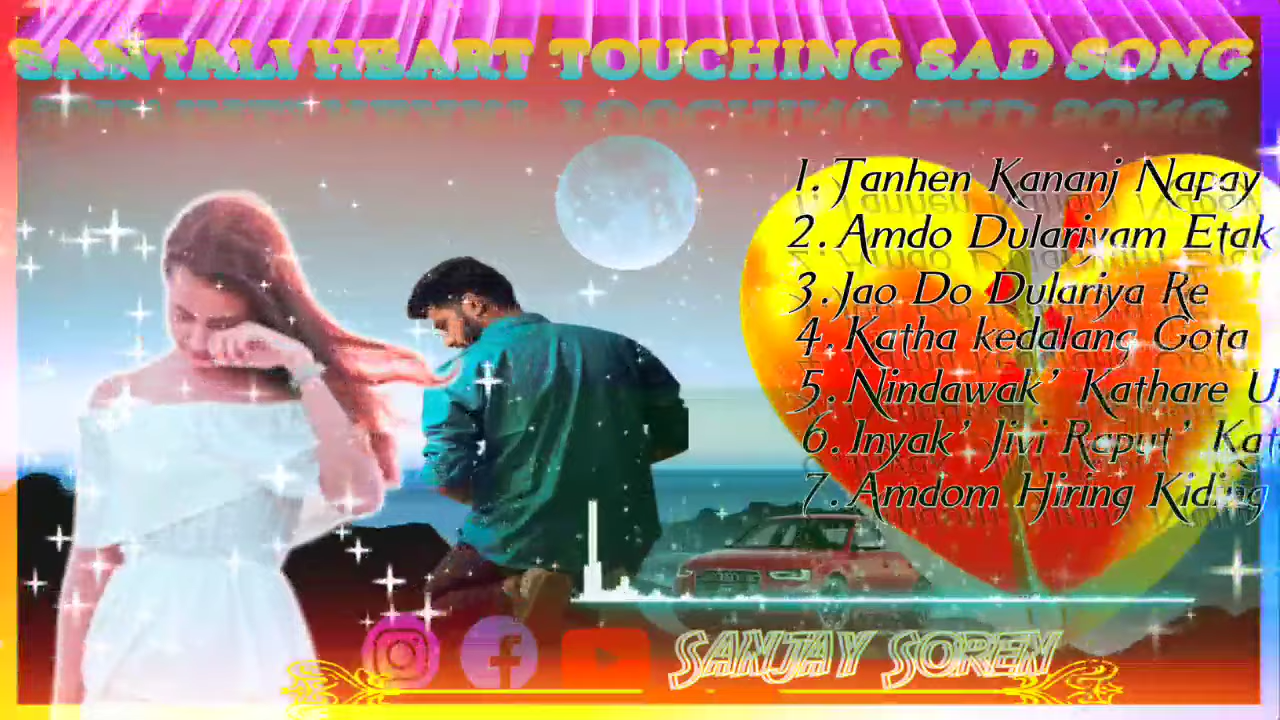 SANTALI HEART TOUCHING SAD SONG
1. Tanhen Kananj Napay
2. Amdo Dulariyam Etak
3. Jao Do Dulariya Re
4. Katha kedalang Gota
5. Nindawak' Kathare
6. Inyak' Jivi Raput'
7. Amdom Hiring Kiding
SANJAY SOREN